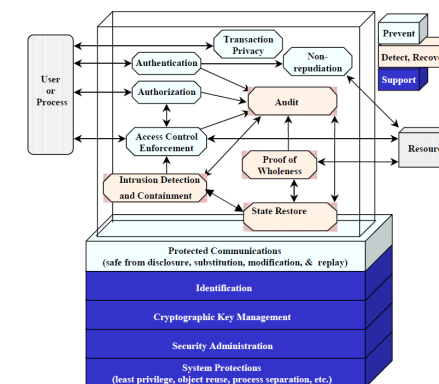 Transaction
Privacy
Prevent
Non-
repudiation
Detect, Recove
Authentication
User
or
Process
Support
Authorization
Audit
Access Control
Enforcement
Resour
Proof of
Wholeness
Intrusion Detection
and Containment
State Restore
Protected Communications
(safe from disclosure, substitution, modification, & replay)
Identification
Cryptographic Key Management
Security Administration
System Protections
(least privilege, object reuse, process separation, etc.)